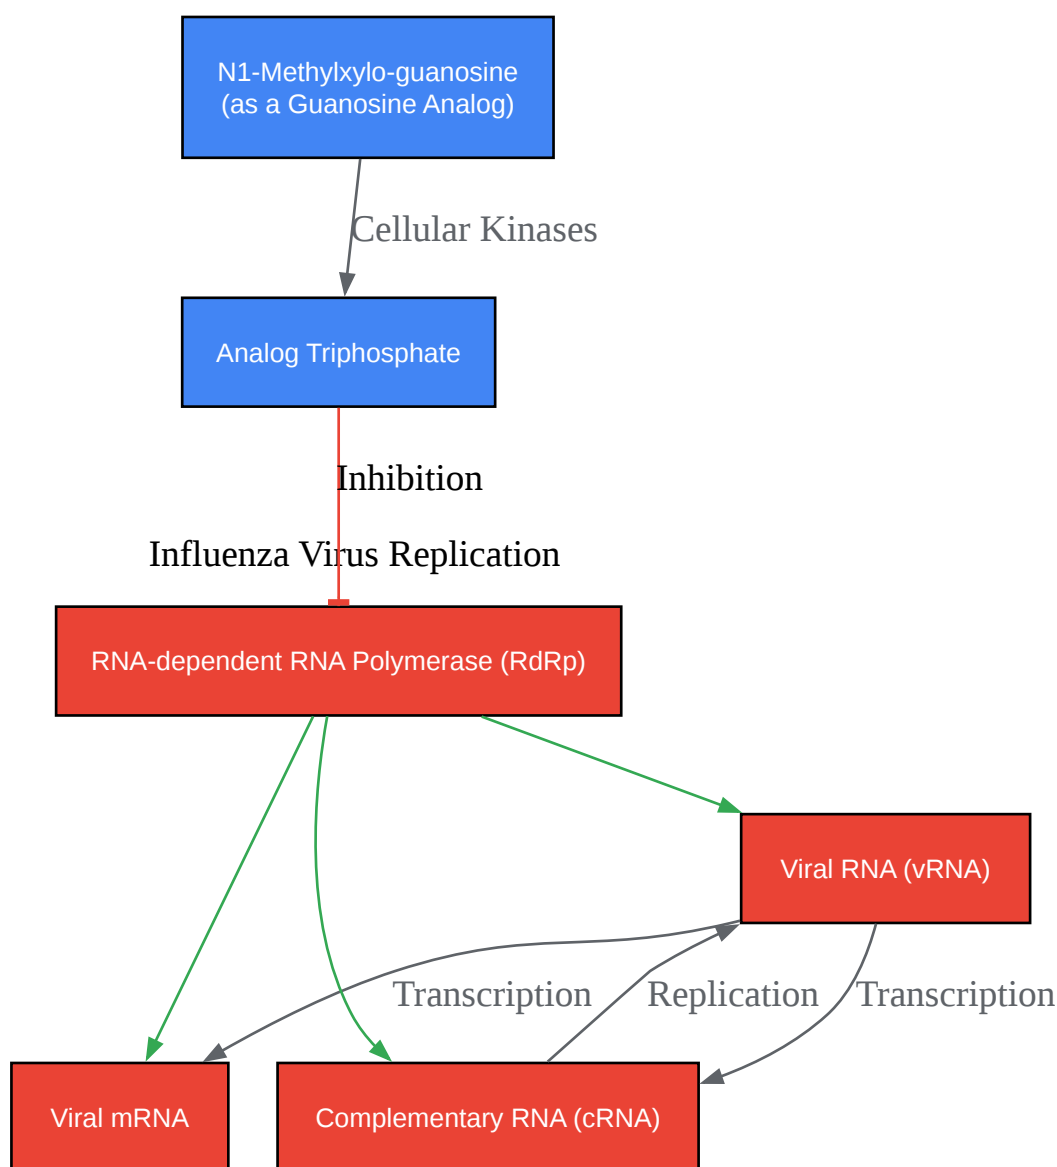 N1-Methylxylo-guanosine
(as a Guanosine Analog)
Cellular Kinases
Analog Triphosphate
Inhibition
Influenza Virus Replication
RNA-dependent RNA Polymerase (RdRp)
Viral RNA (vRNA)
Transcription
Replication
Transcription
Viral mRNA
Complementary RNA (cRNA)